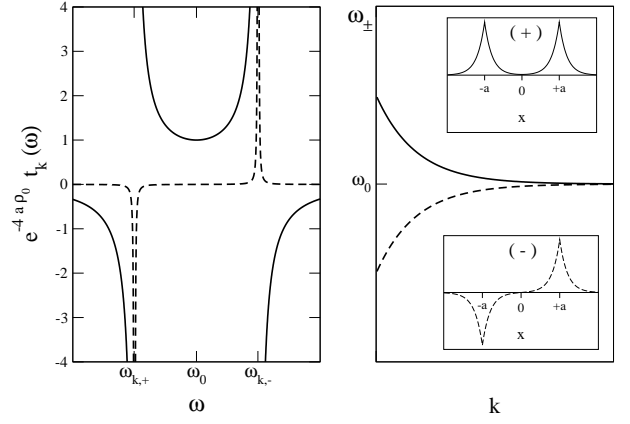 4
3
2
1
0
-1
-2
-3
-4
e^{-4 a ρ_0} t_k (ω)
ω_{k,+} ω_0 ω_{k,-}
ω
ω_±
ω_0
k
( + )
-a 0 +a
x
( - )
-a 0 +a
x